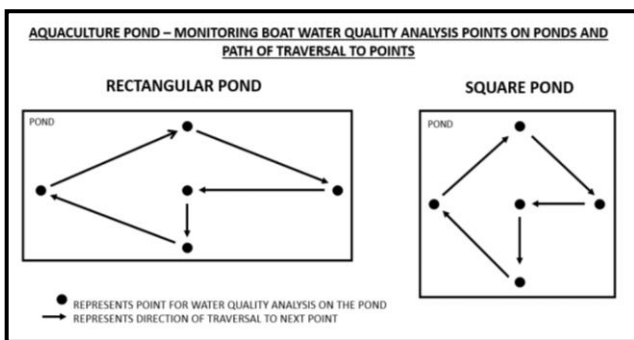 AQUACULTURE POND – MONITORING BOAT WATER QUALITY ANALYSIS POINTS ON PONDS AND
PATH OF TRAVERSAL TO POINTS
RECTANGULAR POND
SQUARE POND
POND
POND
REPRESENTS POINT FOR WATER QUALITY ANALYSIS ON THE POND
REPRESENTS DIRECTION OF TRAVERSAL TO NEXT POINT